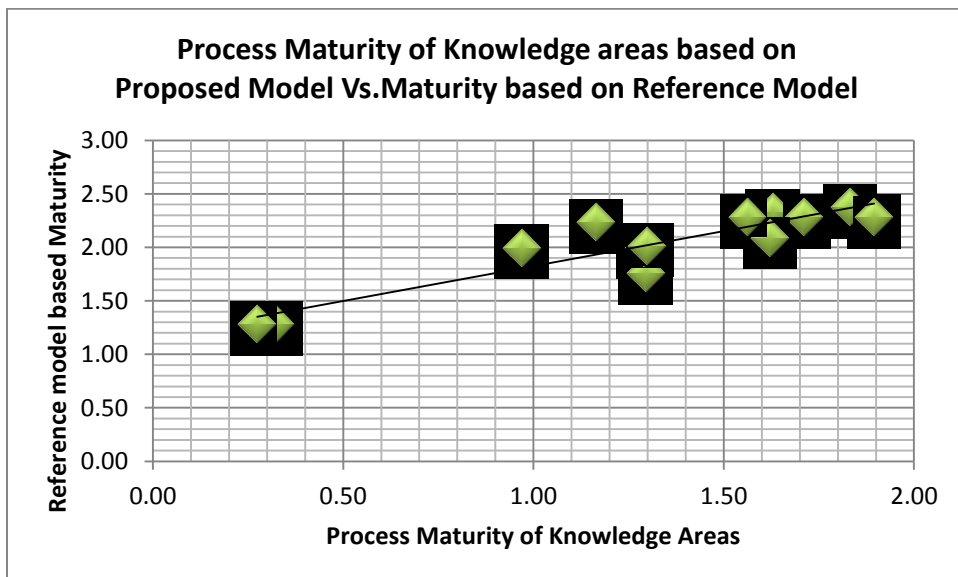 Process Maturity of Knowledge areas based on
Proposed Model Vs.Maturity based on Reference Model
Reference model based Maturity
3.00
2.50
2.00
1.50
1.00
0.50
0.00
0.00 0.50 1.00 1.50 2.00
Process Maturity of Knowledge Areas